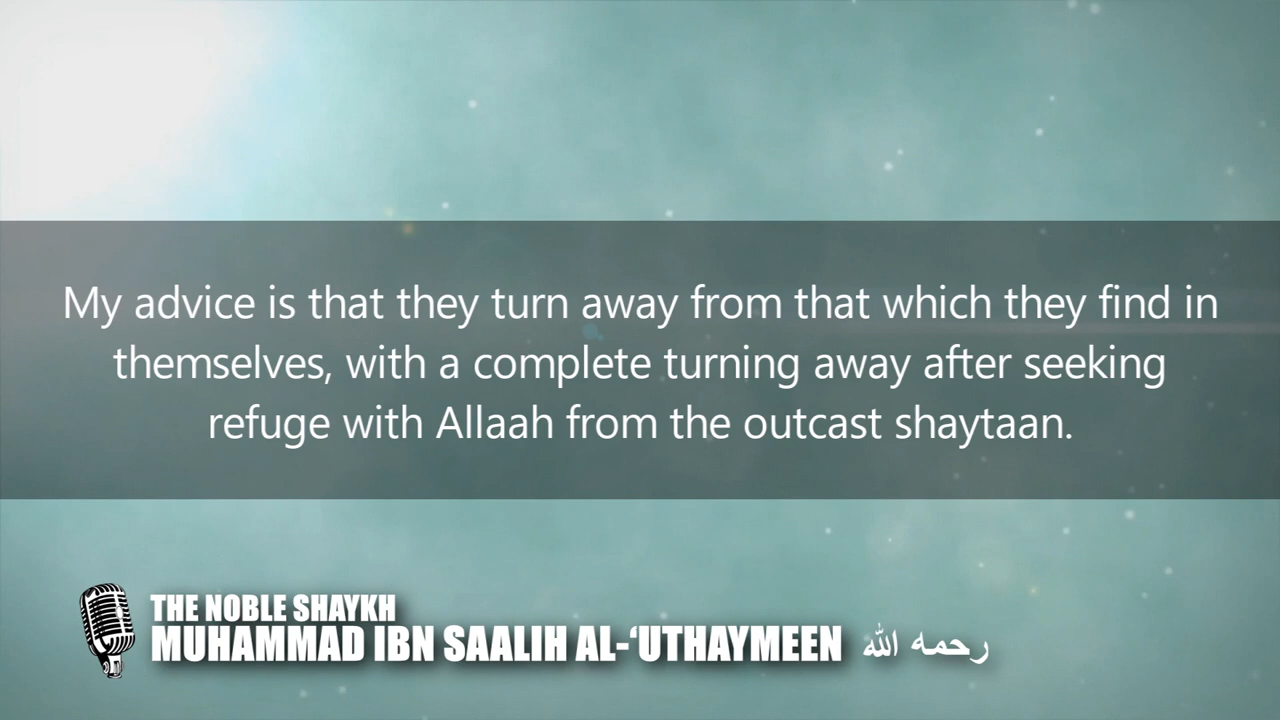 My advice is that they turn away from that which they find in
themselves, with a complete turning away after seeking
refuge with Allaah from the outcast shaytaan.
THE NOBLE SHAYKH
MUHAMMAD IBN SAALIH AL-‘UTHAYMEEN رحمه الله